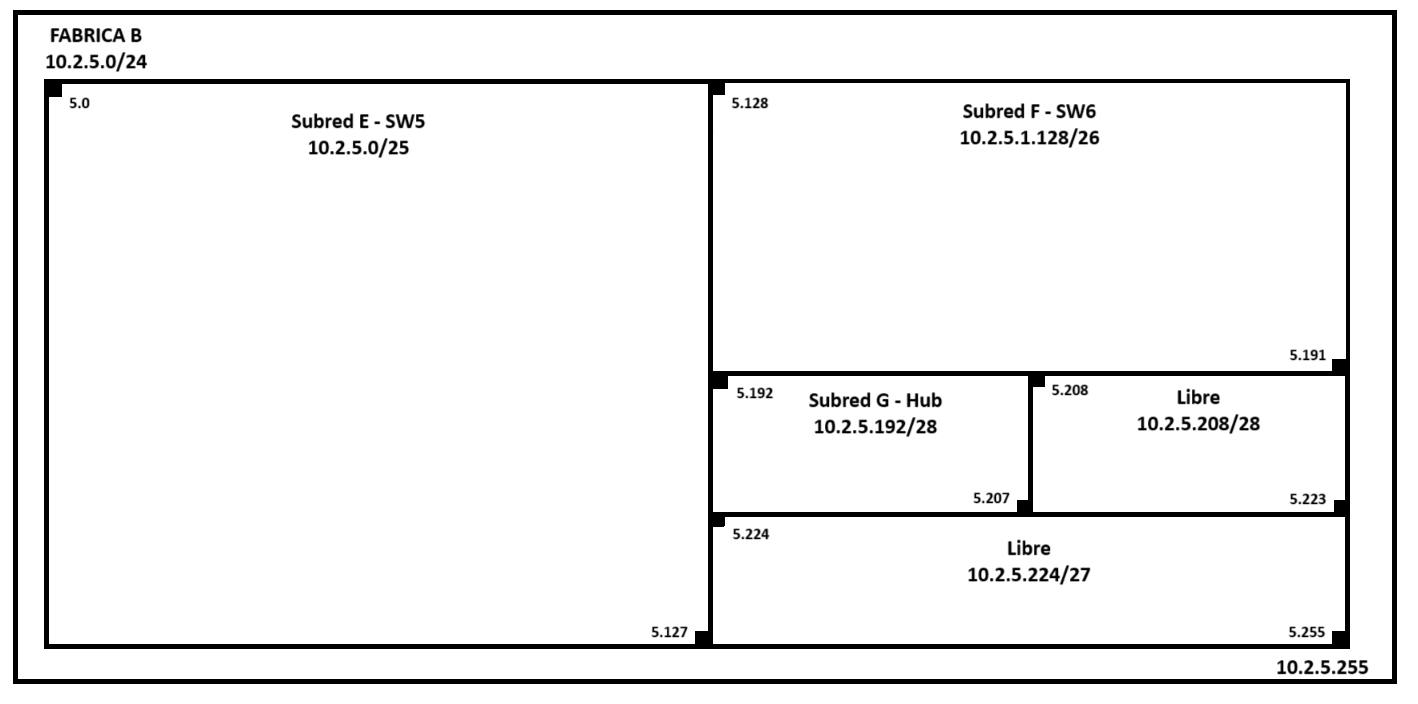 FABRICA B
10.2.5.0/24
5.0
Subred E - SW5
10.2.5.0/25
5.127
5.128
Subred F - SW6
10.2.5.1.128/26
5.191
5.192
Subred G - Hub
10.2.5.192/28
5.207
5.208
Libre
10.2.5.208/28
5.223
5.224
Libre
10.2.5.224/27
5.255
10.2.5.255